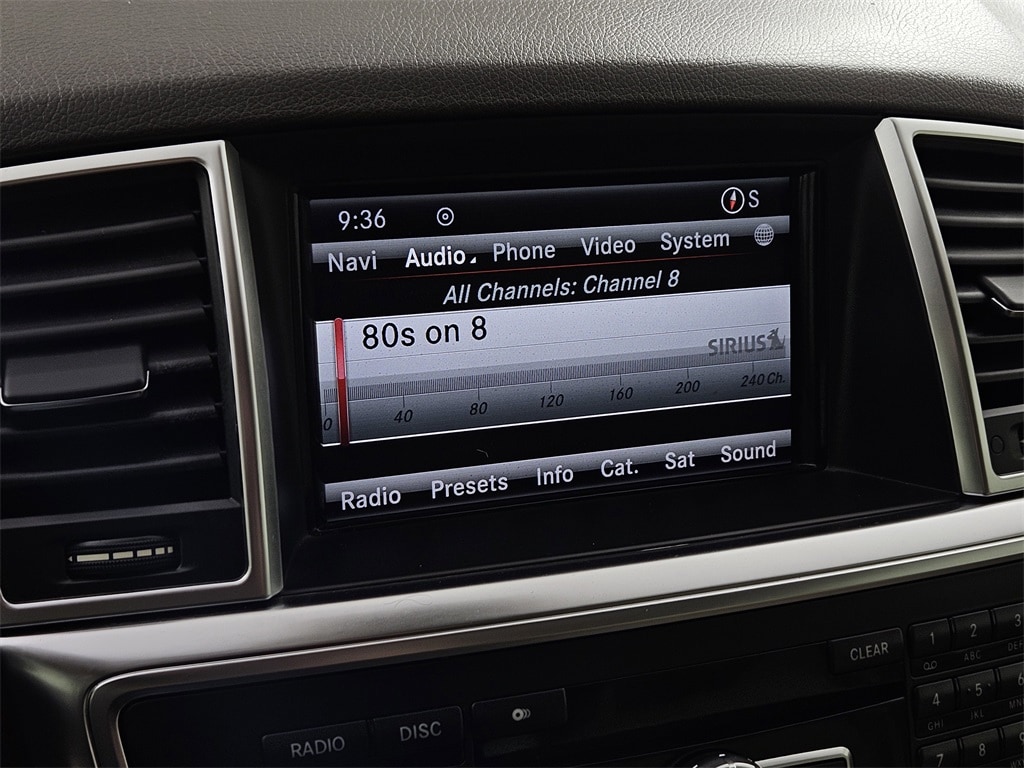 9:36 S
Navi Audio Phone Video System
All Channels: Channel 8
80s on 8
SIRIUS
0 40 80 120 160 200 240 Ch.
Radio Presets Info Cat. Sat Sound
CLEAR
1 2 3
ABC
4 5 6
GHI JKL
7 8 9
RADIO DISC